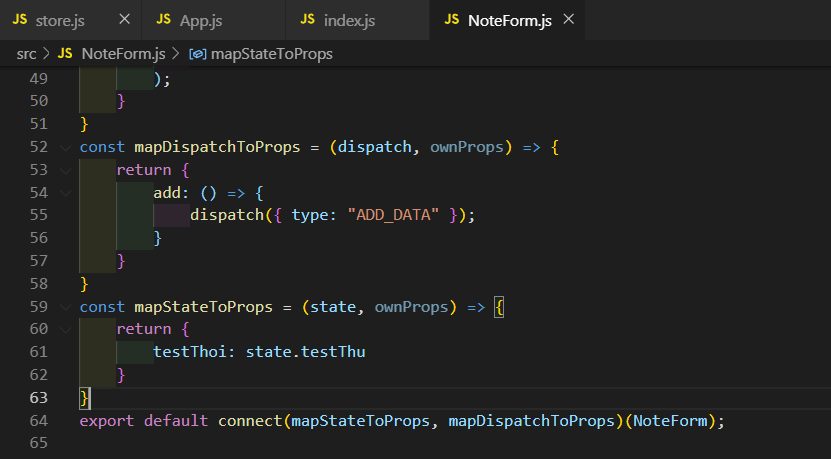 JS store.js × JS App.js JS index.js JS NoteForm.js ×
src > JS NoteForm.js > mapStateToProps
49 );
50 }
51 }
52 const mapDispatchToProps = (dispatch, ownProps) => {
53 return {
54 add: () => {
55 dispatch({ type: "ADD_DATA" });
56 }
57 }
58 }
59 const mapStateToProps = (state, ownProps) => {
60 return {
61 testThoi: state.testThu
62 }
63 }
64 export default connect(mapStateToProps, mapDispatchToProps)(NoteForm);
65